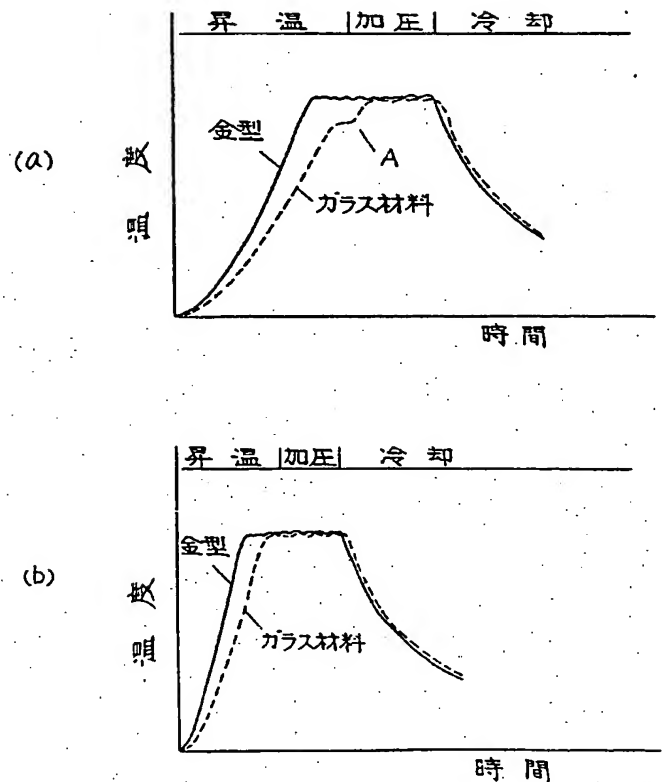 昇 温 加圧 冷 却
(a)
温 度
金型
A
ガラス材料
時 間
昇 温 加圧 冷 却
(b)
温 度
金型
ガラス材料
時 間